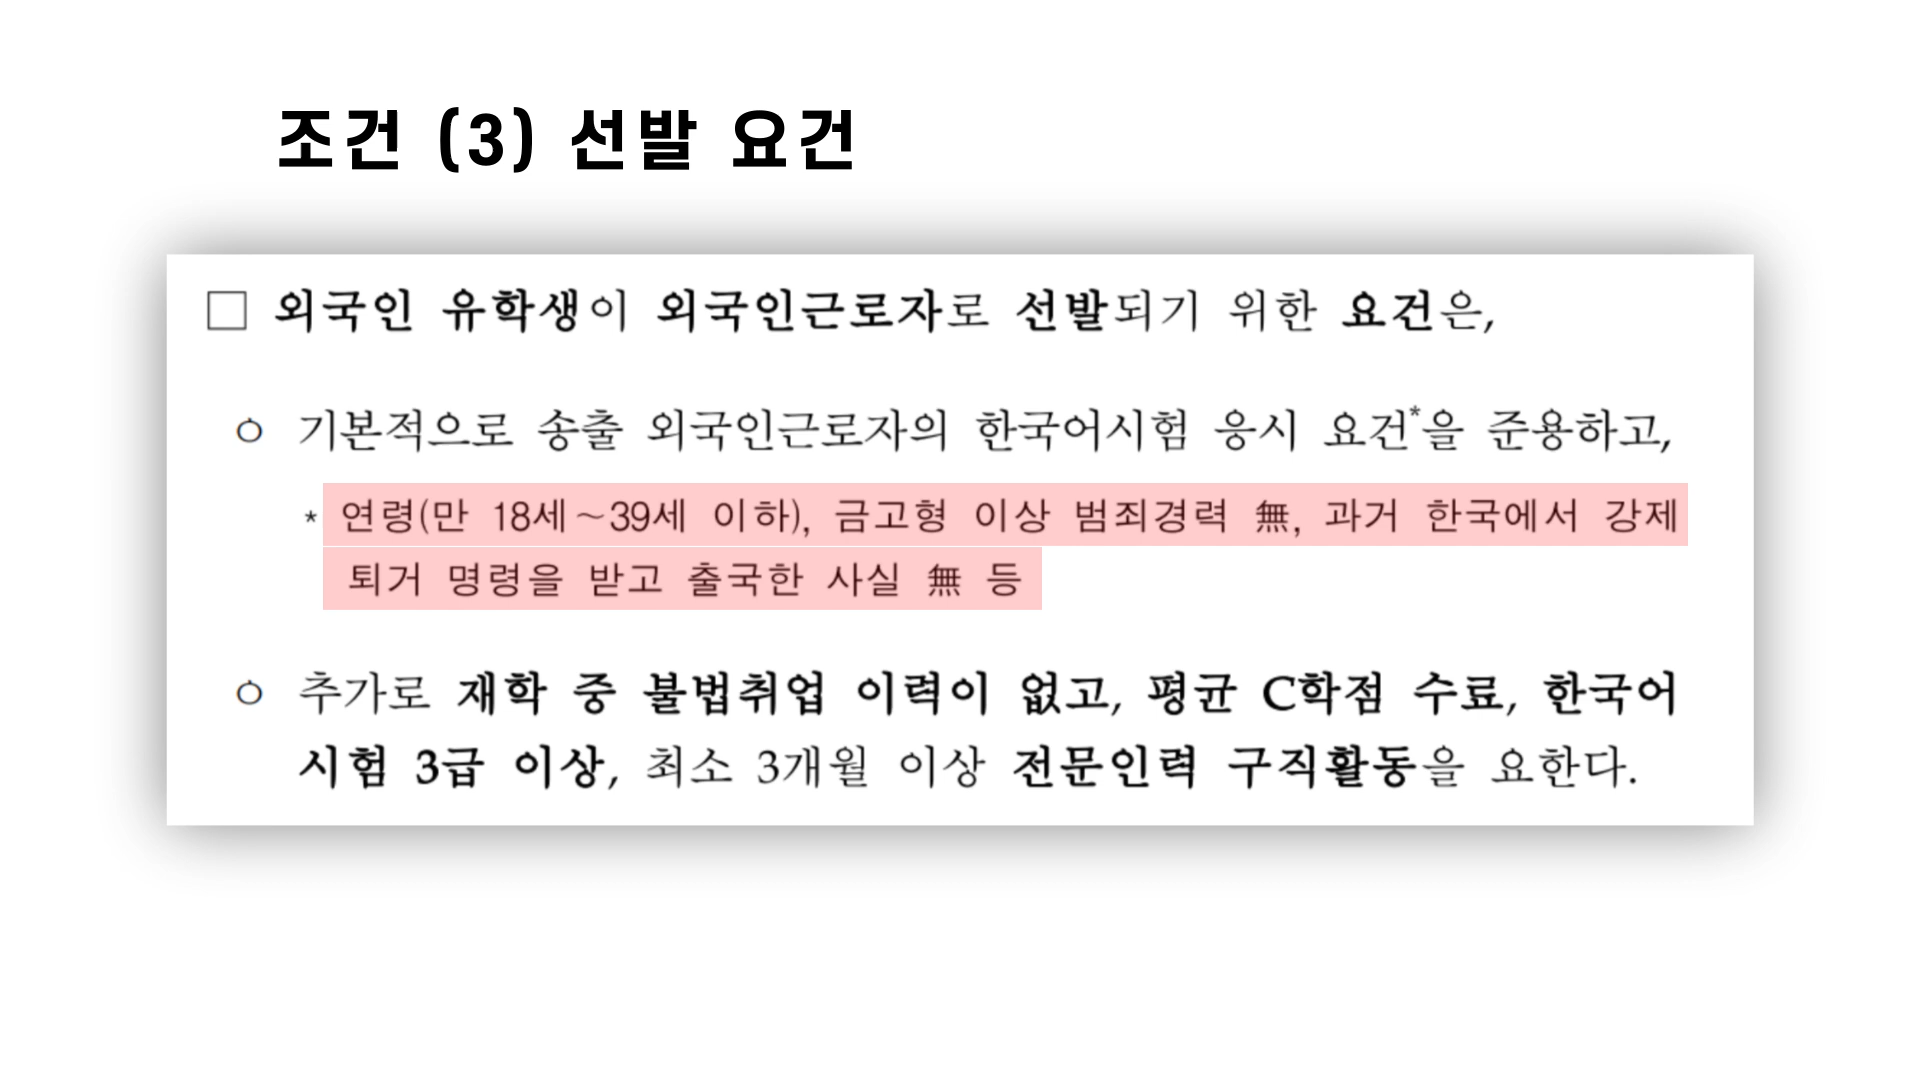 조건 (3) 선발 요건
□ 외국인 유학생이 외국인근로자로 선발되기 위한 요건은,
ㅇ 기본적으로 송출 외국인근로자의 한국어시험 응시 요건*을 준용하고,
* 연령(만 18세～39세 이하), 금고형 이상 범죄경력 無, 과거 한국에서 강제
퇴거 명령을 받고 출국한 사실 無 등
ㅇ 추가로 재학 중 불법취업 이력이 없고, 평균 C학점 수료, 한국어
시험 3급 이상, 최소 3개월 이상 전문인력 구직활동을 요한다.